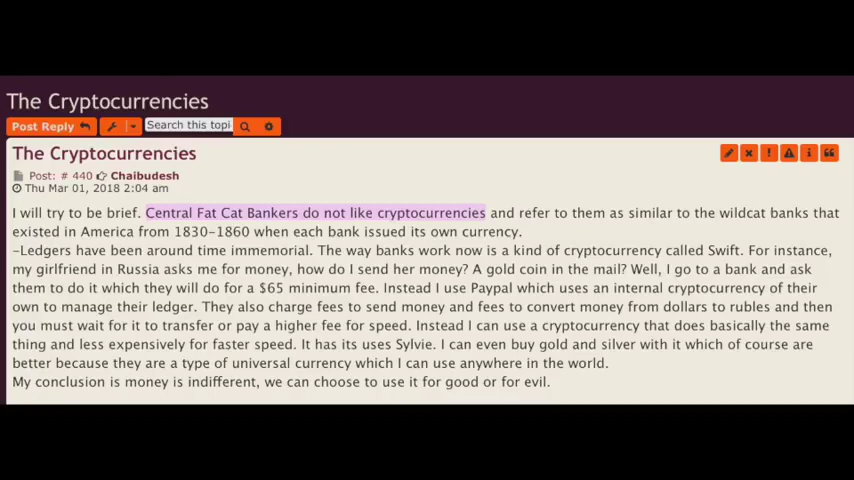 The Cryptocurrencies
Post Reply
Search this topi
The Cryptocurrencies
Post: # 440 Chaibudesh
Thu Mar 01, 2018 2:04 am
I will try to be brief. Central Fat Cat Bankers do not like cryptocurrencies and refer to them as similar to the wildcat banks that
existed in America from 1830-1860 when each bank issued its own currency.
-Ledgers have been around time immemorial. The way banks work now is a kind of cryptocurrency called Swift. For instance,
my girlfriend in Russia asks me for money, how do I send her money? A gold coin in the mail? Well, I go to a bank and ask
them to do it which they will do for a $65 minimum fee. Instead I use Paypal which uses an internal cryptocurrency of their
own to manage their ledger. They also charge fees to send money and fees to convert money from dollars to rubles and then
you must wait for it to transfer or pay a higher fee for speed. Instead I can use a cryptocurrency that does basically the same
thing and less expensively for faster speed. It has its uses Sylvie. I can even buy gold and silver with it which of course are
better because they are a type of universal currency which I can use anywhere in the world.
My conclusion is money is indifferent, we can choose to use it for good or for evil.